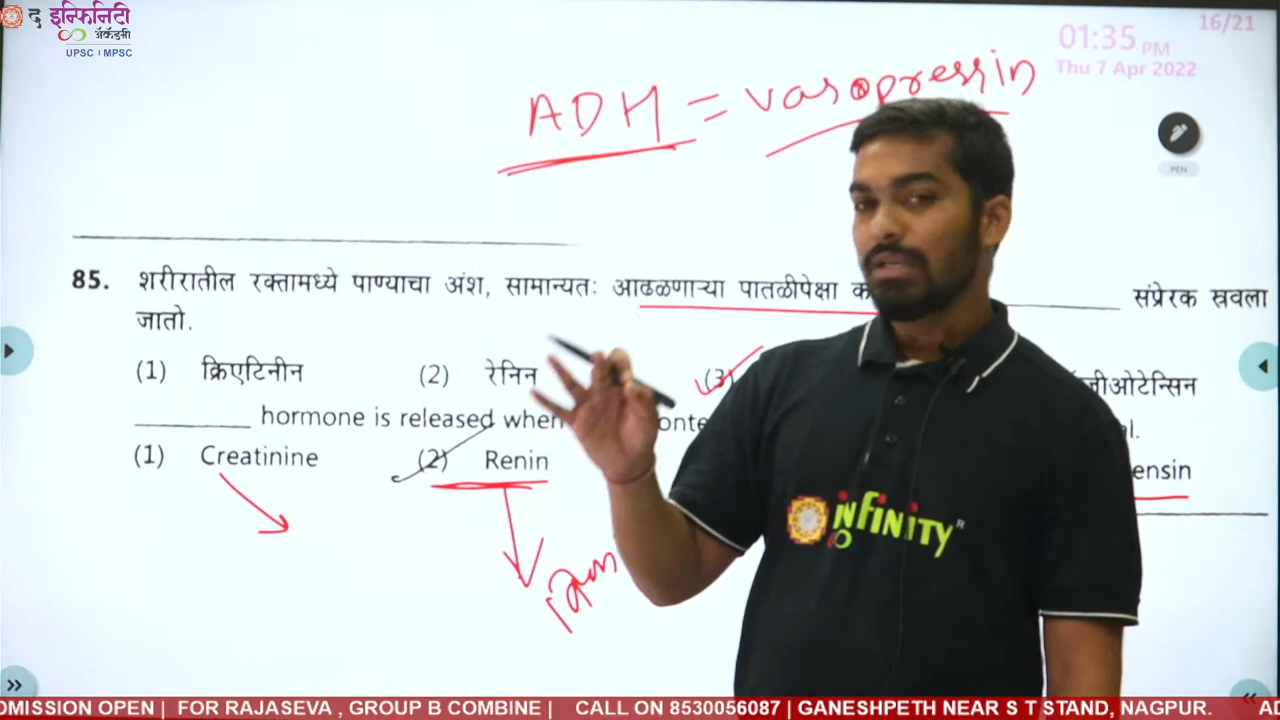 द इन्फिनिटी
ॲकॅडमी
UPSC । MPSC
16/21
01:35 PM
Thu 7 Apr 2022
ADH = vasopressin
PEN
85. शरीरातील रक्तामध्ये पाण्याचा अंश, सामान्यतः आढळणाऱ्या पातळीपेक्षा संप्रेरक स्रवला
जातो.
(1) क्रिएटिनीन (2) रेनिन (3)
hormone is released when
(1) Creatinine (2) Renin
infinity
DMISSION OPEN | FOR RAJASEVA , GROUP B COMBINE | CALL ON 8530056087 | GANESHPETH NEAR S T STAND, NAGPUR.